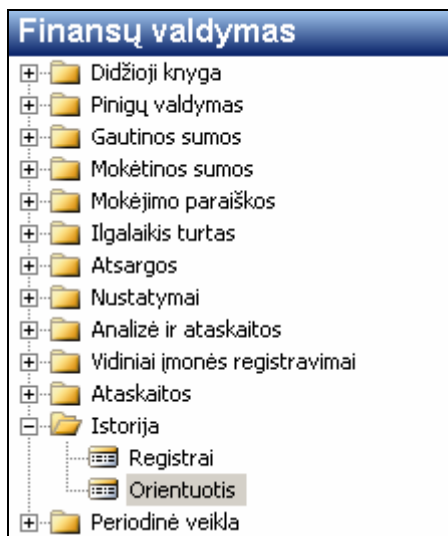 Finansų valdymas
Didžioji knyga
Pinigų valdymas
Gautinos sumos
Mokėtinos sumos
Mokėjimo paraiškos
Ilgalaikis turtas
Atsargos
Nustatymai
Analizė ir ataskaitos
Vidiniai įmonės registravimai
Ataskaitos
Istorija
Registrai
Orientuotis
Periodinė veikla